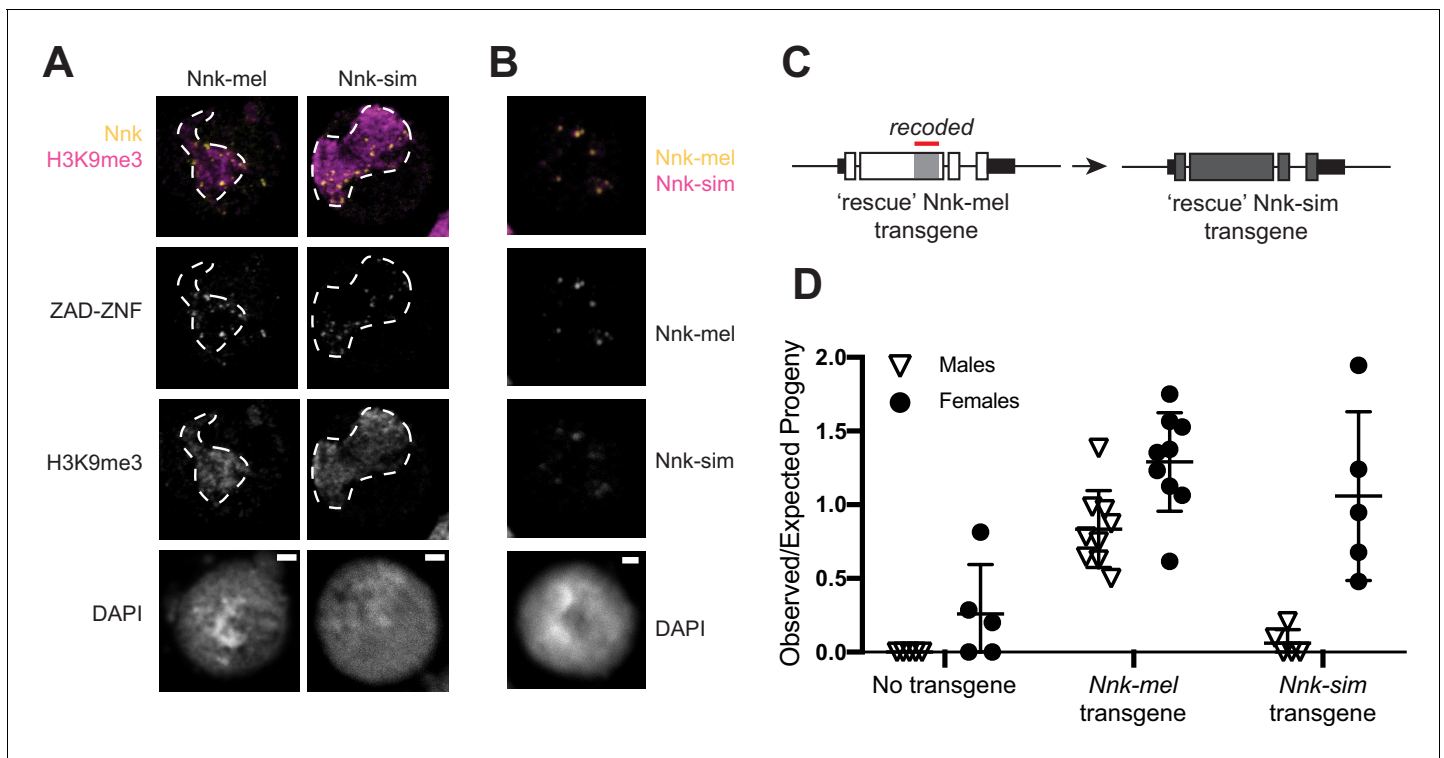 A
Nnk-mel
Nnk-sim
Nnk
H3K9me3
ZAD-ZNF
H3K9me3
DAPI
B
Nnk-mel
Nnk-sim
Nnk-mel
Nnk-sim
DAPI
C
recoded
‘rescue’ Nnk-mel
transgene
‘rescue’ Nnk-sim
transgene
D
Observed/Expected Progeny
2.0
1.5
1.0
0.5
0.0
Males
Females
No transgene
Nnk-mel
transgene
Nnk-sim
transgene